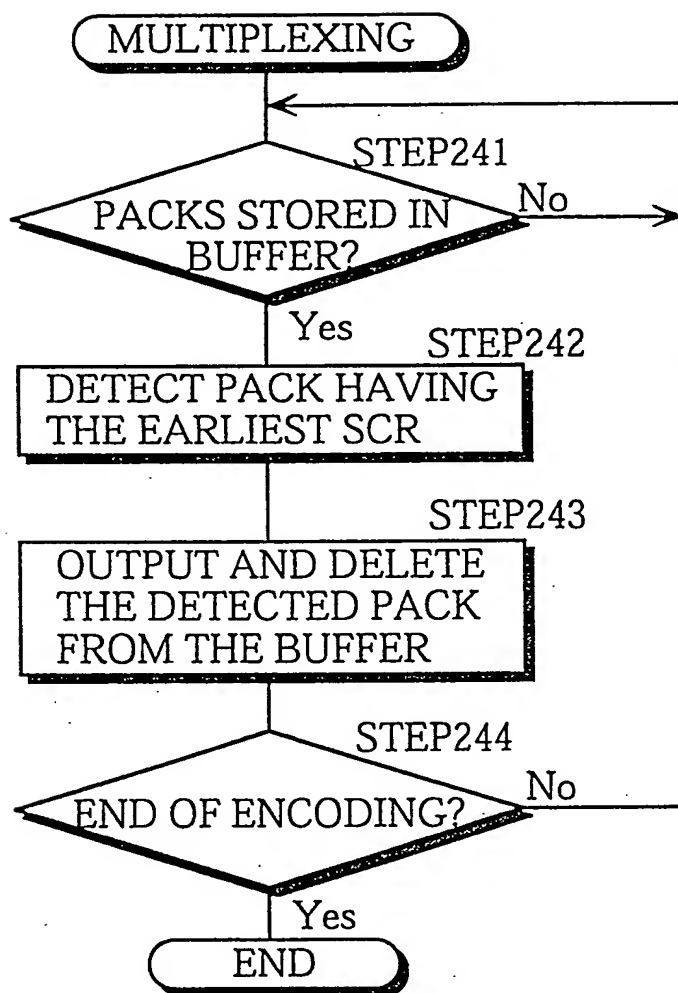 MULTIPLEXING
STEP241
PACKS STORED IN
BUFFER?
No
Yes
STEP242
DETECT PACK HAVING
THE EARLIEST SCR
STEP243
OUTPUT AND DELETE
THE DETECTED PACK
FROM THE BUFFER
STEP244
END OF ENCODING?
No
Yes
END